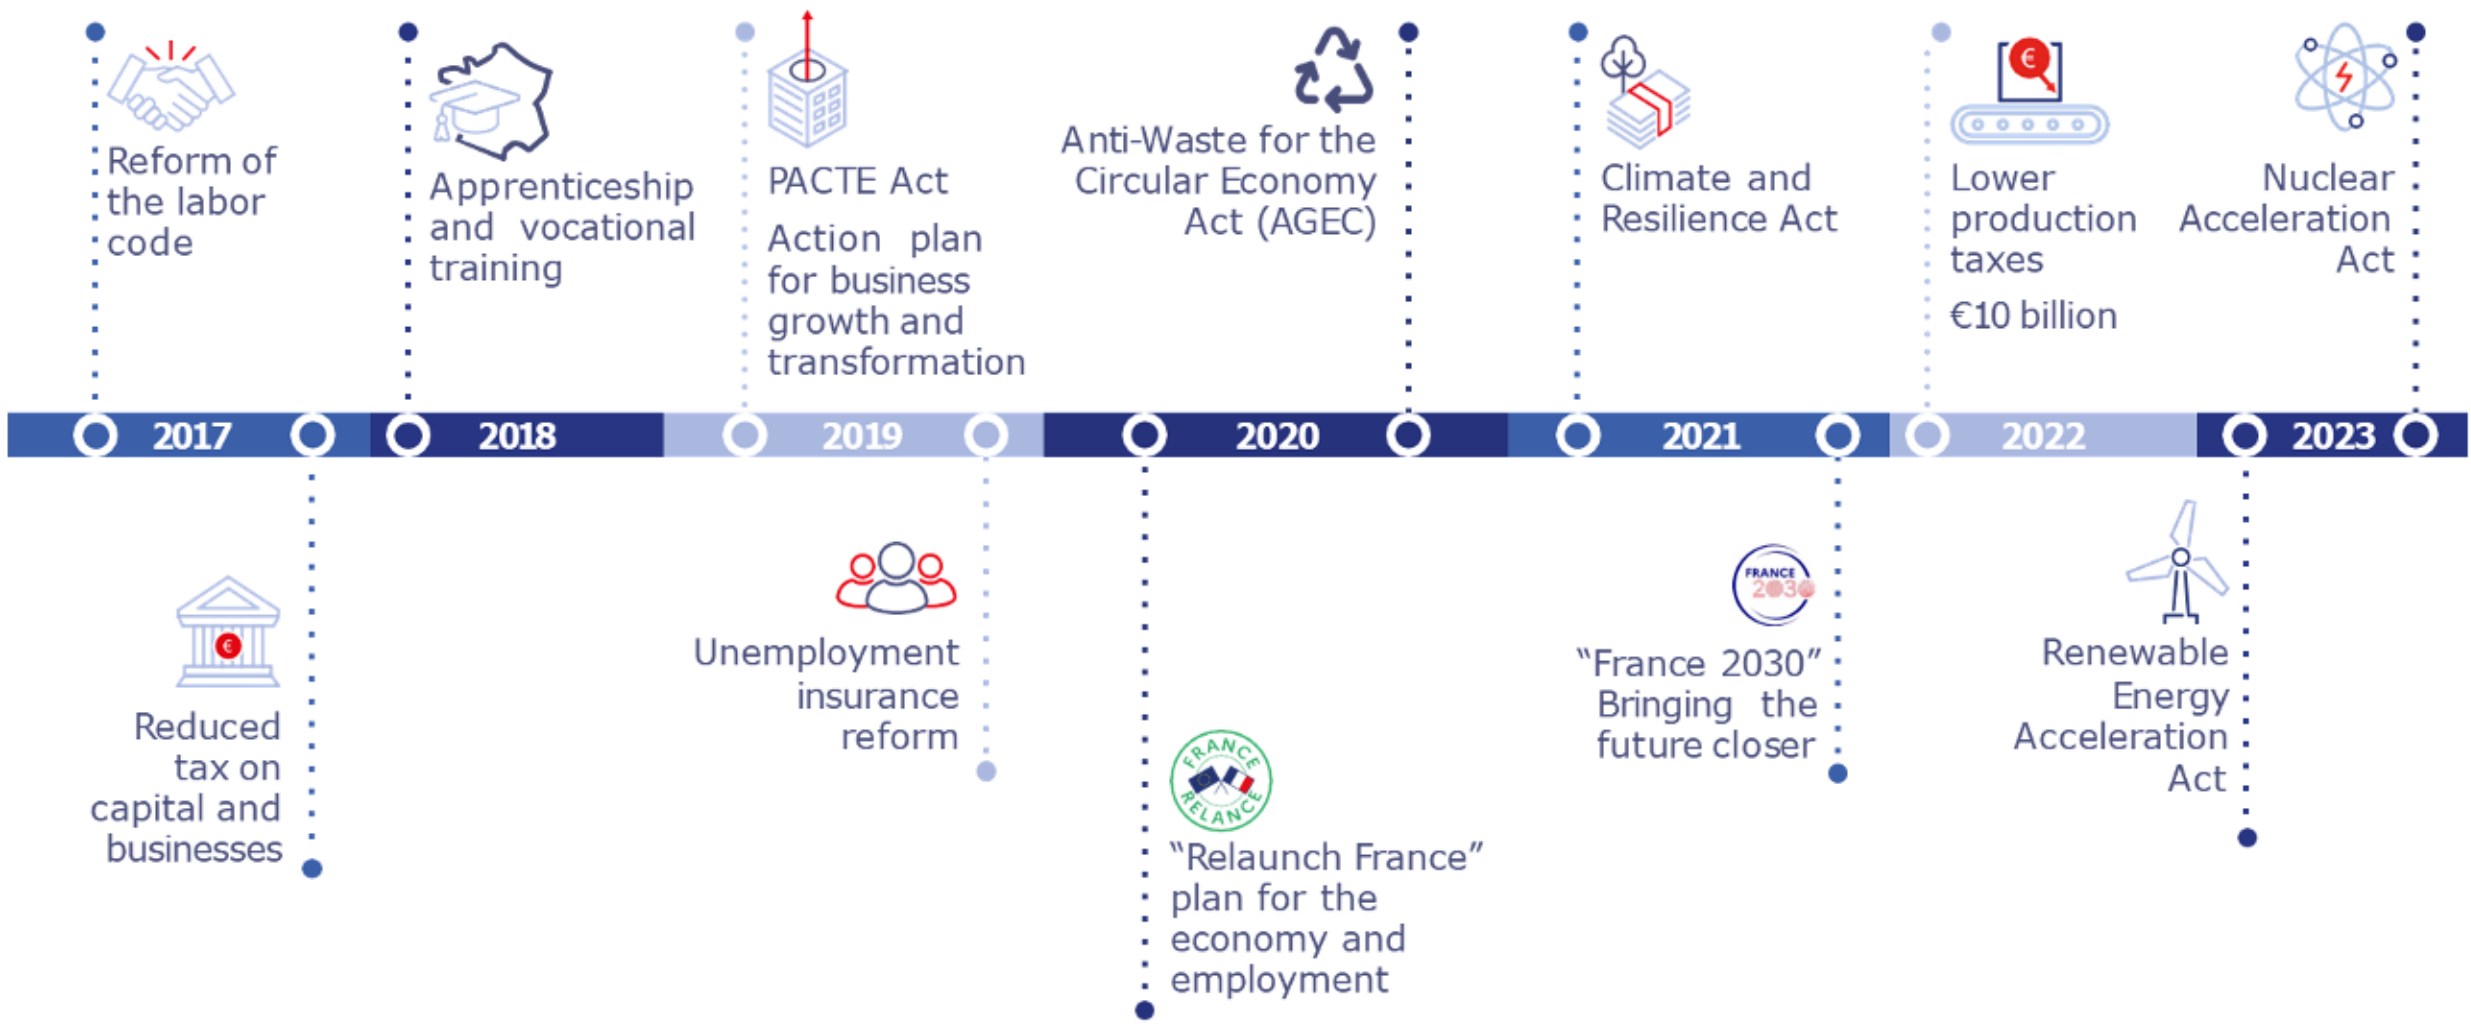 Reform of
the labor
code
Apprenticeship
and vocational
training
PACTE Act
Action plan
for business
growth and
transformation
Anti-Waste for the
Circular Economy
Act (AGEC)
Climate and
Resilience Act
€
Lower
production
taxes
€10 billion
Nuclear
Acceleration
Act
2017
2018
2019
2020
2021
2022
2023
€
Reduced
tax on
capital and
businesses
Unemployment
insurance
reform
FRANCE
RELANCE
“Relaunch France”
plan for the
economy and
employment
FRANCE
2030
“France 2030”
Bringing the
future closer
Renewable
Energy
Acceleration
Act